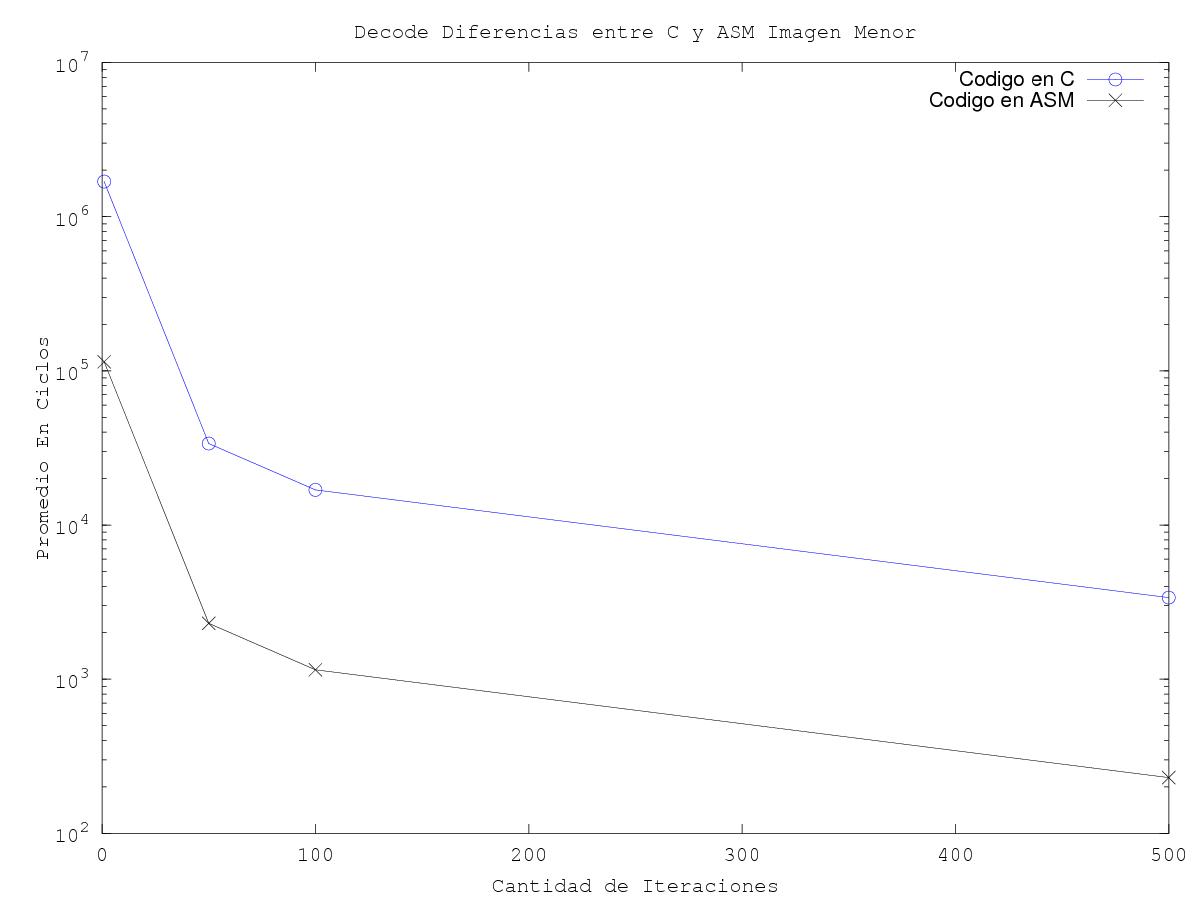 Decode Diferencias entre C y ASM Imagen Menor
Codigo en C
Codigo en ASM
Promedio En Ciclos
10^7
10^6
10^5
10^4
10^3
10^2
0 100 200 300 400 500
Cantidad de Iteraciones